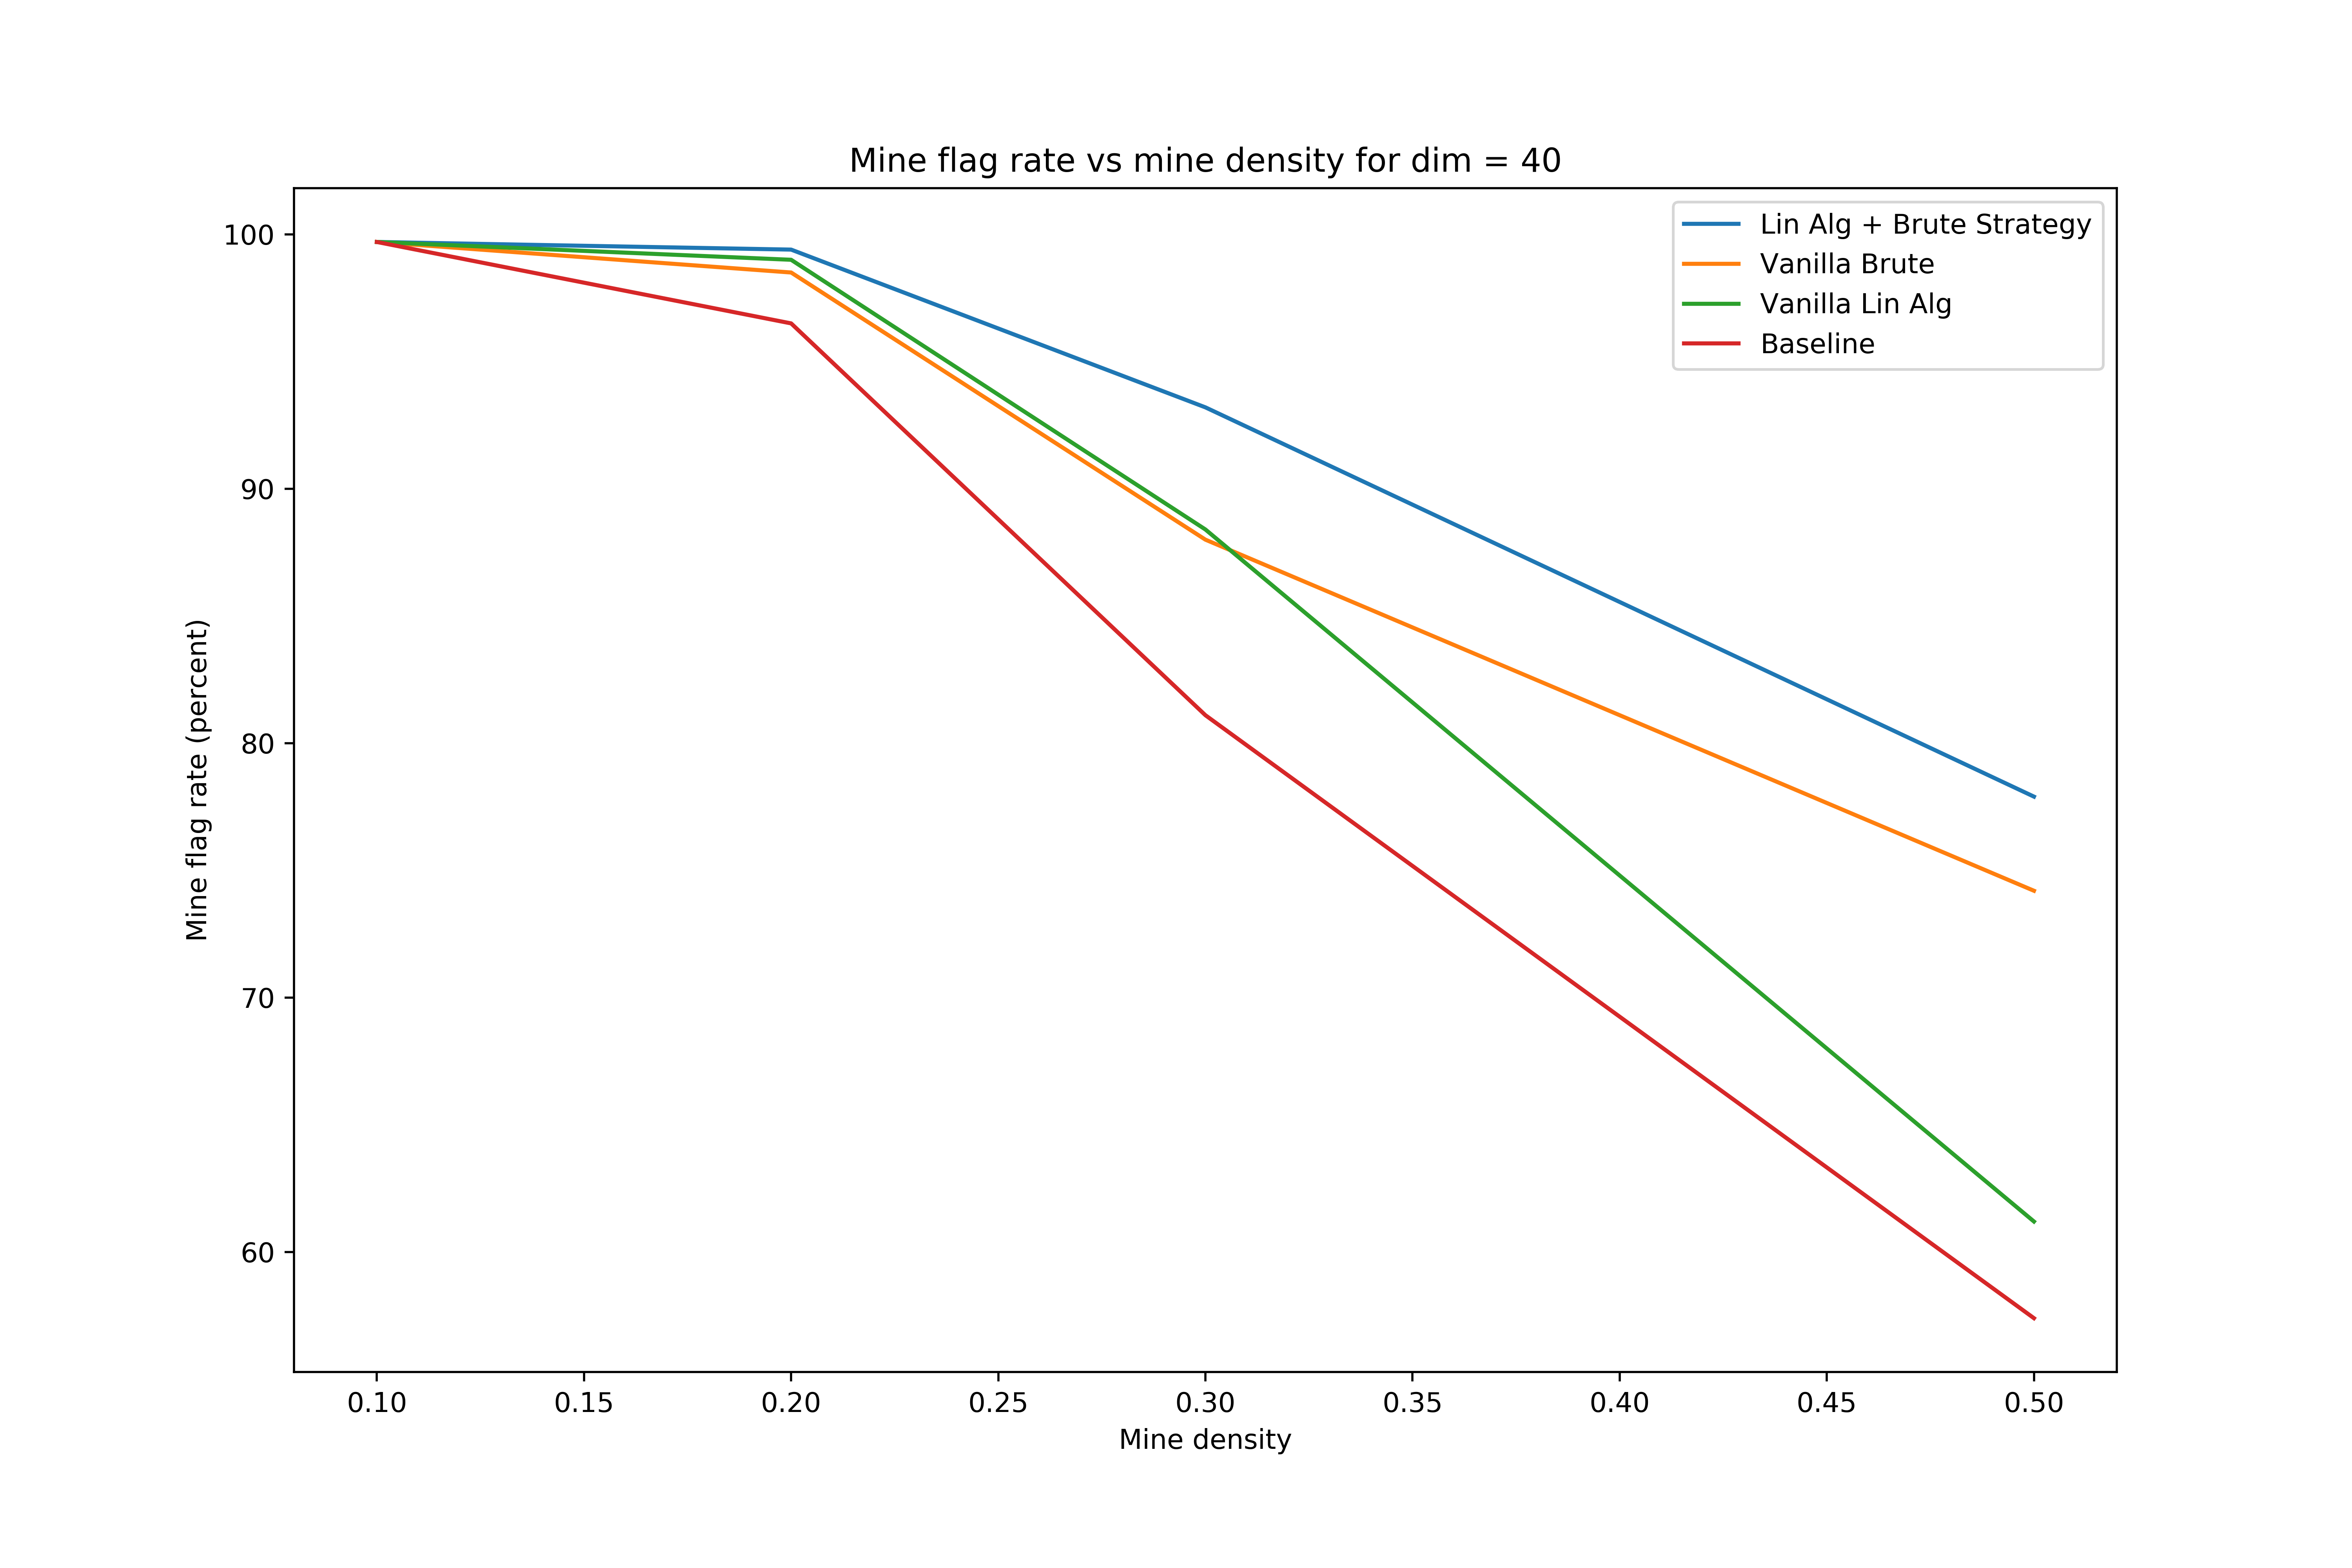 Mine flag rate vs mine density for dim = 40
Lin Alg + Brute Strategy
Vanilla Brute
Vanilla Lin Alg
Baseline
Mine flag rate (percent)
100
90
80
70
60
0.10 0.15 0.20 0.25 0.30 0.35 0.40 0.45 0.50
Mine density